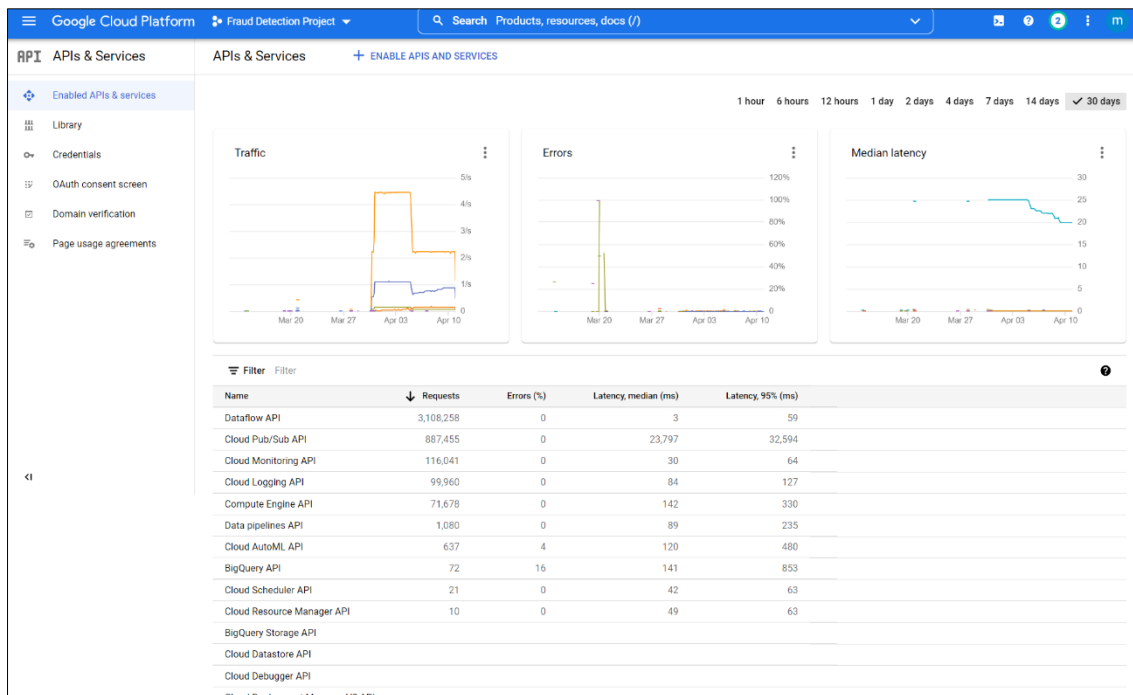 Google Cloud Platform Fraud Detection Project Search Products, resources, docs (/) 2 m
API APIs & Services
APIs & Services + ENABLE APIS AND SERVICES
Enabled APIs & services
Library
Credentials
OAuth consent screen
Domain verification
Page usage agreements
1 hour 6 hours 12 hours 1 day 2 days 4 days 7 days 14 days 30 days
Traffic
5/s
4/s
3/s
2/s
1/s
0
Mar 20 Mar 27 Apr 03 Apr 10
Errors
120%
100%
80%
60%
40%
20%
0
Mar 20 Mar 27 Apr 03 Apr 10
Median latency
30
25
20
15
10
5
0
Mar 20 Mar 27 Apr 03 Apr 10
Filter Filter
Name Requests Errors (%) Latency, median (ms) Latency, 95% (ms)
Dataflow API 3,108,258 0 3 59
Cloud Pub/Sub API 887,455 0 23,797 32,594
Cloud Monitoring API 116,041 0 30 64
Cloud Logging API 99,960 0 84 127
Compute Engine API 71,678 0 142 330
Data pipelines API 1,080 0 89 235
Cloud AutoML API 637 4 120 480
BigQuery API 72 16 141 853
Cloud Scheduler API 21 0 42 63
Cloud Resource Manager API 10 0 49 63
BigQuery Storage API
Cloud Datastore API
Cloud Debugger API